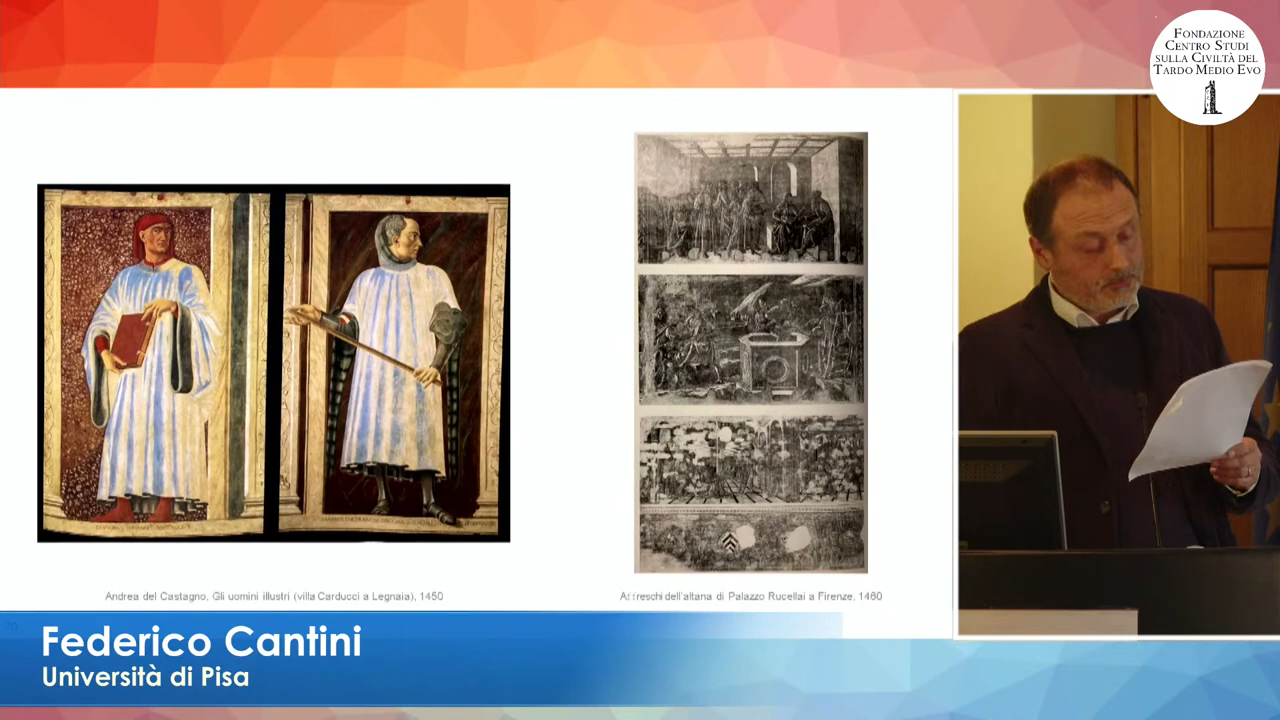 FONDAZIONE
CENTRO STUDI
SULLA CIVILTÀ DEL
TARDO MEDIO EVO
Andrea del Castagno, Gli uomini illustri (villa Carducci a Legnaia), 1450
Affreschi dell'altana di Palazzo Rucellai a Firenze, 1460
Federico Cantini
Università di Pisa